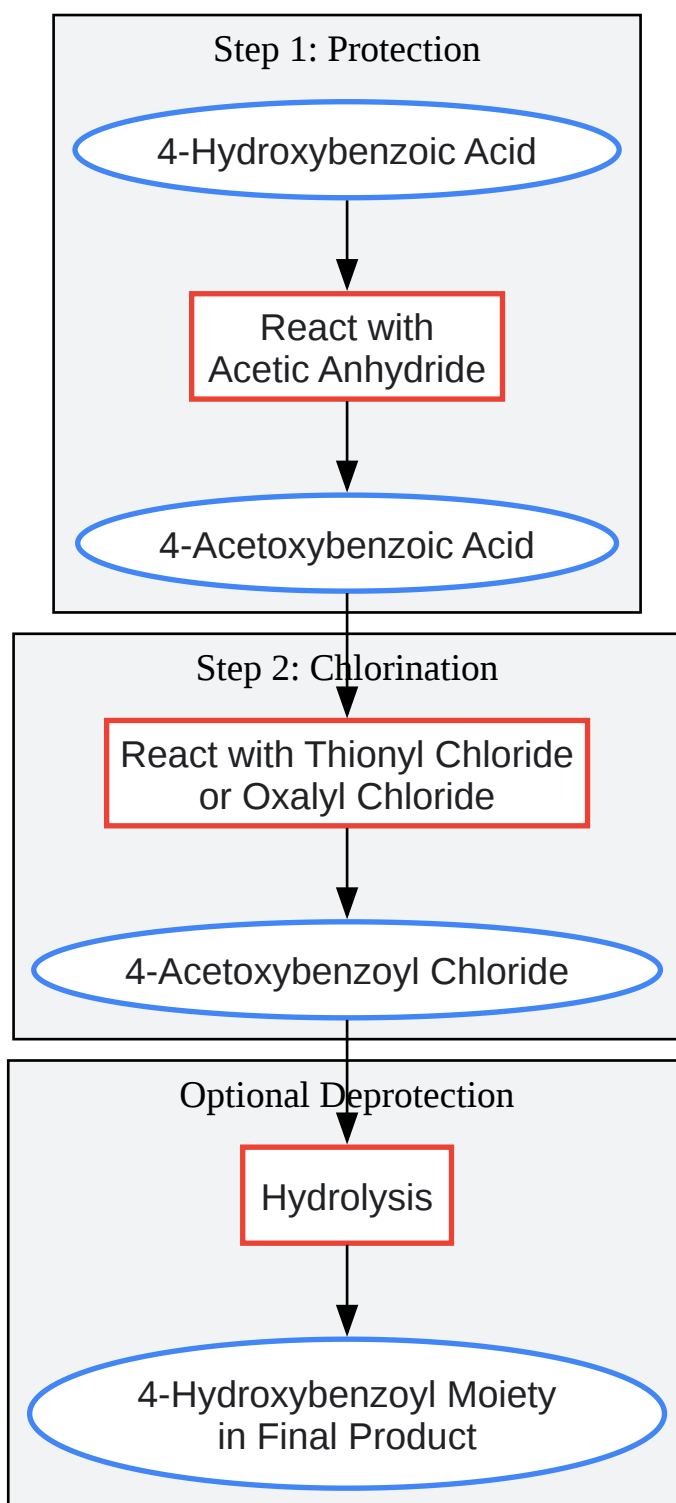 Step 1: Protection
4-Hydroxybenzoic Acid
React with
Acetic Anhydride
4-Acetoxybenzoic Acid
Step 2: Chlorination
React with Thionyl Chloride
or Oxalyl Chloride
4-Acetoxybenzoyl Chloride
Optional Deprotection
Hydrolysis
4-Hydroxybenzoyl Moiety
in Final Product